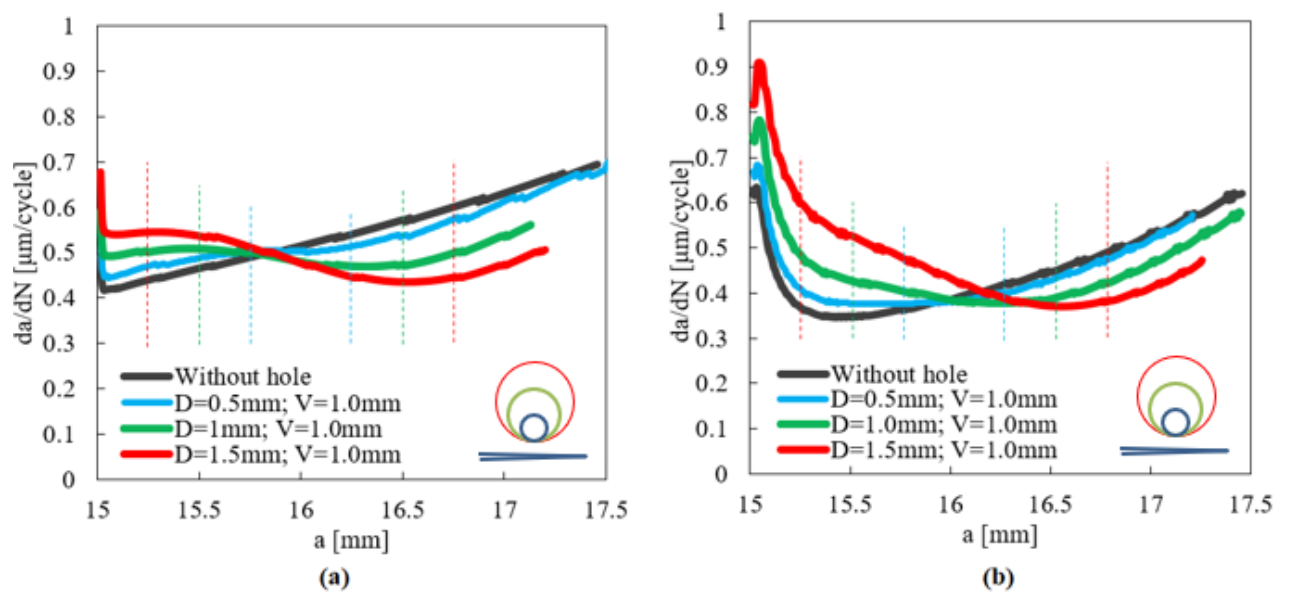 1
0.9
0.8
0.7
0.6
0.5
0.4
0.3
0.2
0.1
0
da/dN [µm/cycle]
Without hole
D=0.5mm; V=1.0mm
D=1mm; V=1.0mm
D=1.5mm; V=1.0mm
15 15.5 16 16.5 17 17.5
a [mm]
(a)
1
0.9
0.8
0.7
0.6
0.5
0.4
0.3
0.2
0.1
0
da/dN [µm/cycle]
Without hole
D=0.5mm; V=1.0mm
D=1.0mm; V=1.0mm
D=1.5mm; V=1.0mm
15 15.5 16 16.5 17 17.5
a [mm]
(b)